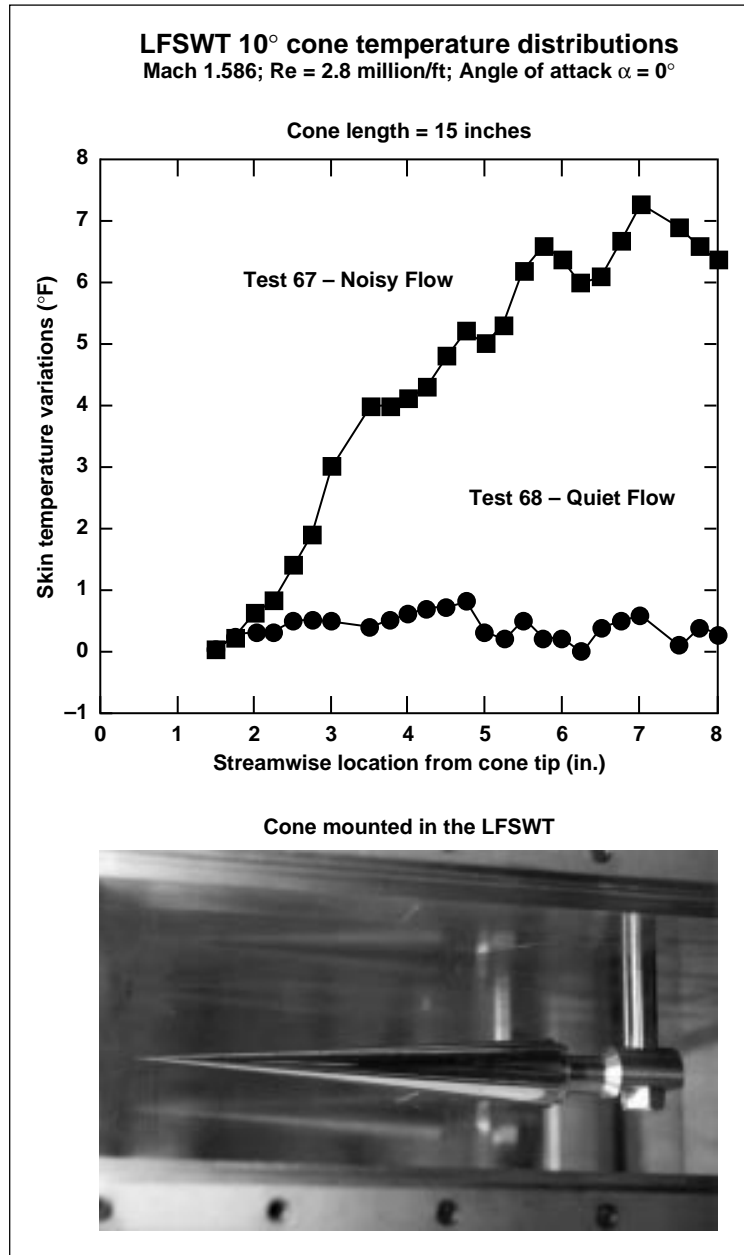 LFSWT 10° cone temperature distributions
Mach 1.586; Re = 2.8 million/ft; Angle of attack α = 0°
Cone length = 15 inches
8
7
6
5
4
3
2
1
0
–1
Skin temperature variations (°F)
Test 67 – Noisy Flow
Test 68 – Quiet Flow
0 1 2 3 4 5 6 7 8
Streamwise location from cone tip (in.)
Cone mounted in the LFSWT